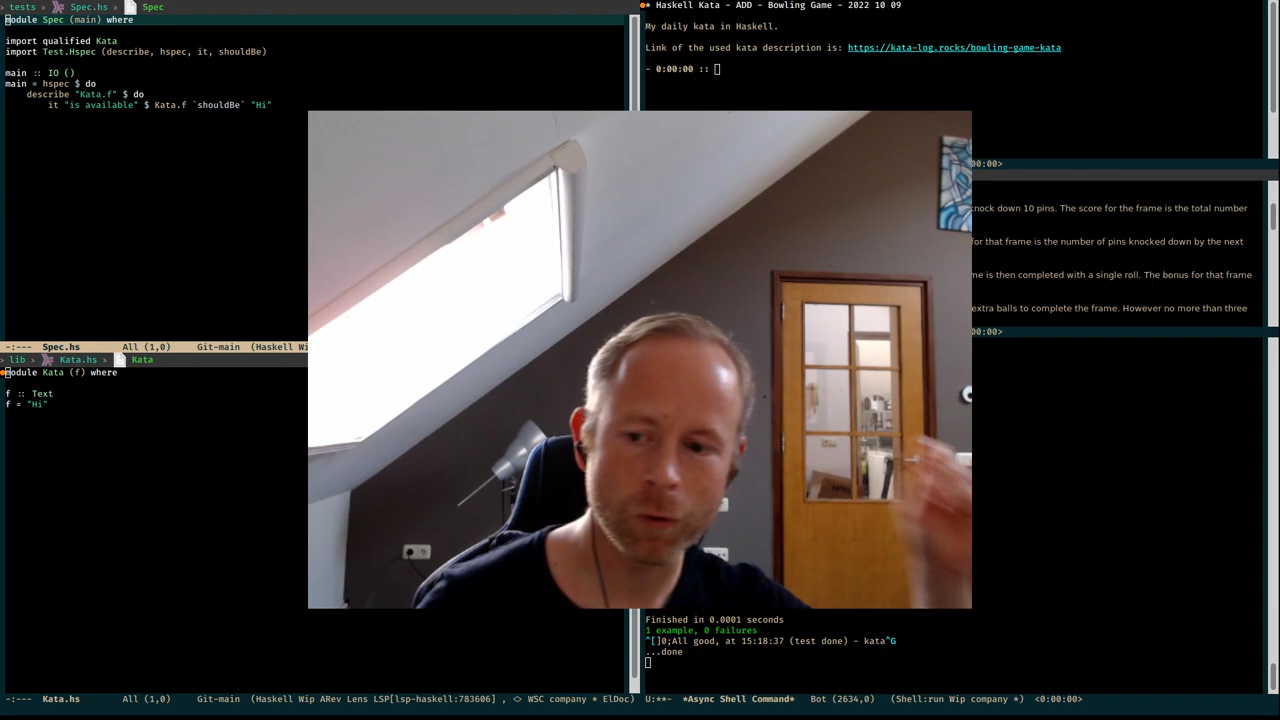 tests › Spec.hs › Spec
module Spec (main) where
import qualified Kata
import Test.Hspec (describe, hspec, it, shouldBe)
main :: IO ()
main = hspec $ do
describe "Kata.f" $ do
it "is available" $ Kata.f `shouldBe` "Hi"
-:--- Spec.hs All (1,0) Git-main (Haskell Wi
lib › Kata.hs › Kata
module Kata (f) where
f :: Text
f = "Hi"
-:--- Kata.hs All (1,0) Git-main (Haskell Wip ARev Lens LSP[lsp-haskell:783606] , <> WSC company * ElDoc)
* Haskell Kata - ADD - Bowling Game - 2022 10 09
My daily kata in Haskell.
Link of the used kata description is: https://kata-log.rocks/bowling-game-kata
- 0:00:00 ::
00:00>
knock down 10 pins. The score for the frame is the total number
for that frame is the number of pins knocked down by the next
me is then completed with a single roll. The bonus for that frame
extra balls to complete the frame. However no more than three
00:00>
Finished in 0.0001 seconds
1 example, 0 failures
^[]0;All good, at 15:18:37 (test done) - kata^G
...done
U:**- *Async Shell Command* Bot (2634,0) (Shell:run Wip company *) <0:00:00>